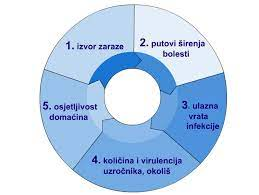 1. izvor zaraze
2. putovi širenja
bolesti
3. ulazna
vrata
infekcije
4. količina i virulencija
uzročnika, okoliš
5. osjetljivost
domaćina